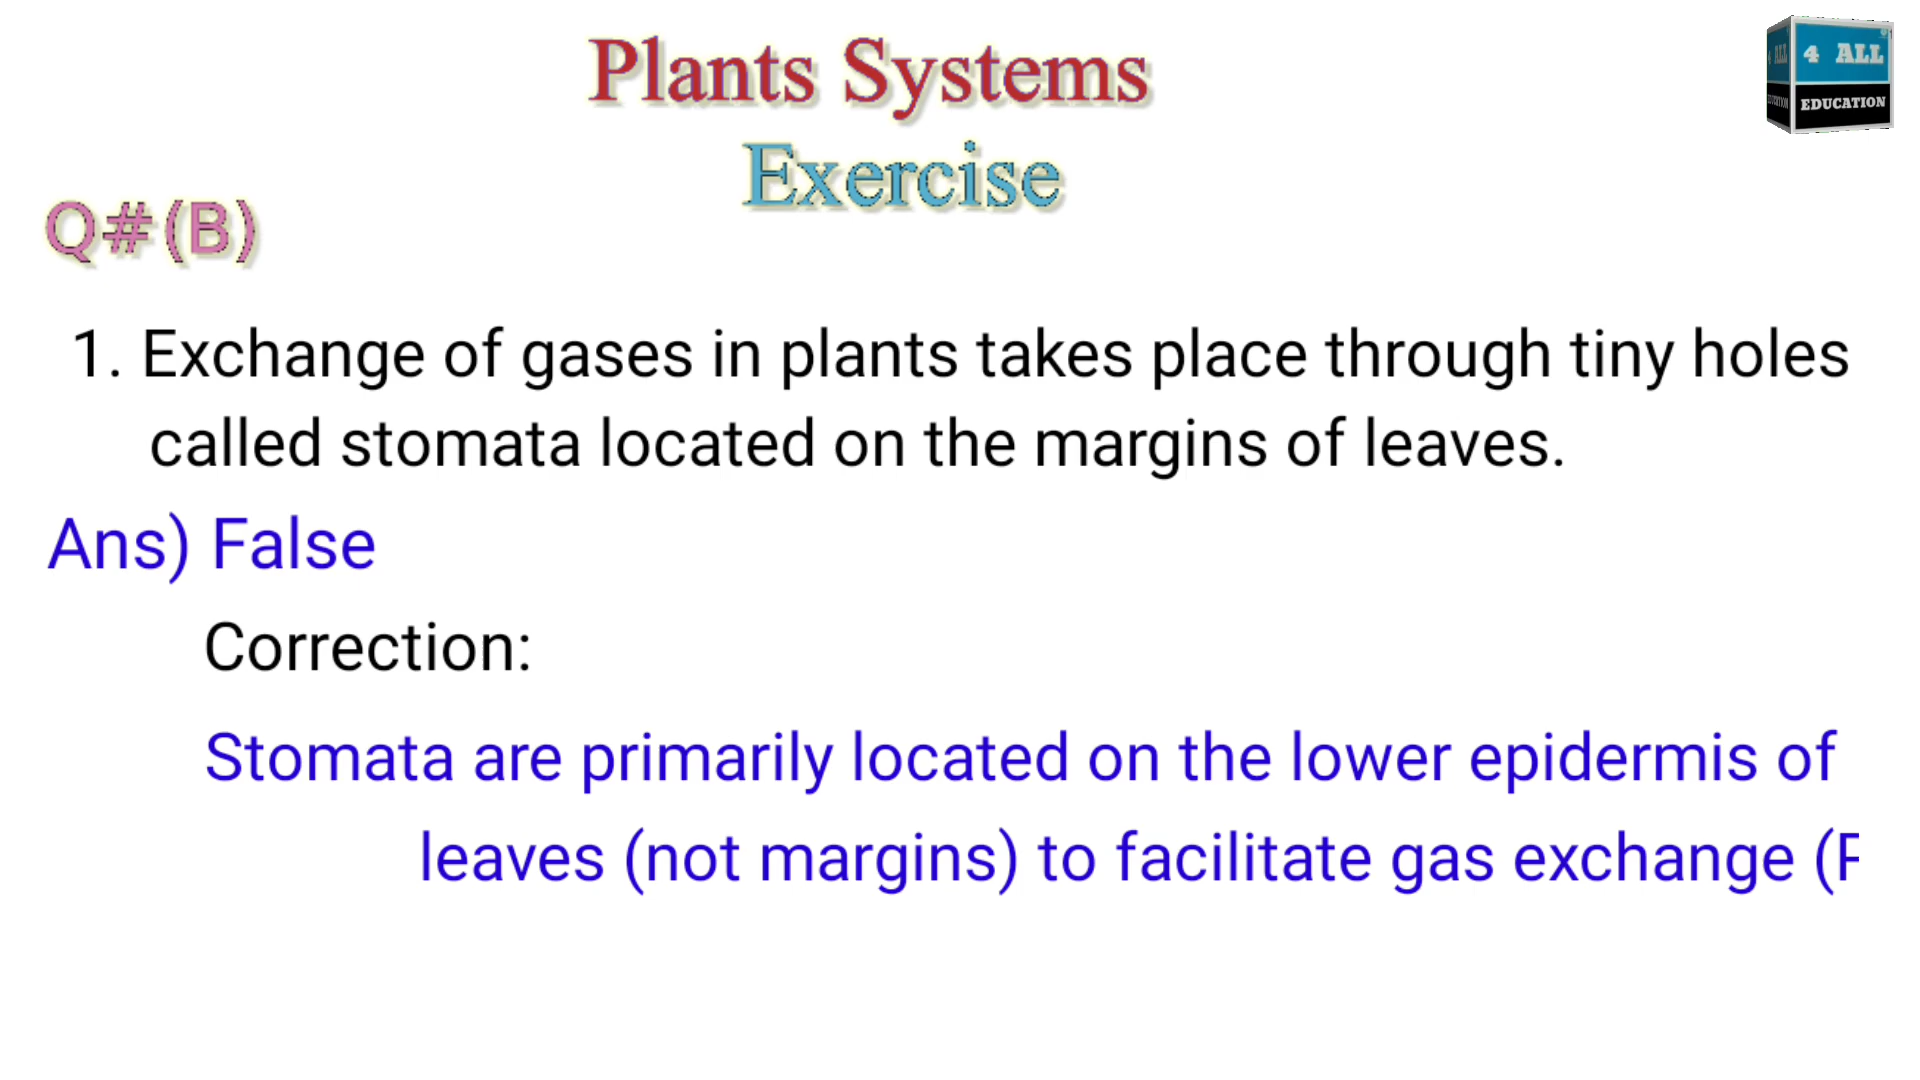 Plants Systems
4 ALL
EDUCATION
Exercise
Q#(B)
1. Exchange of gases in plants takes place through tiny holes
called stomata located on the margins of leaves.
Ans) False
Correction:
Stomata are primarily located on the lower epidermis of
leaves (not margins) to facilitate gas exchange (